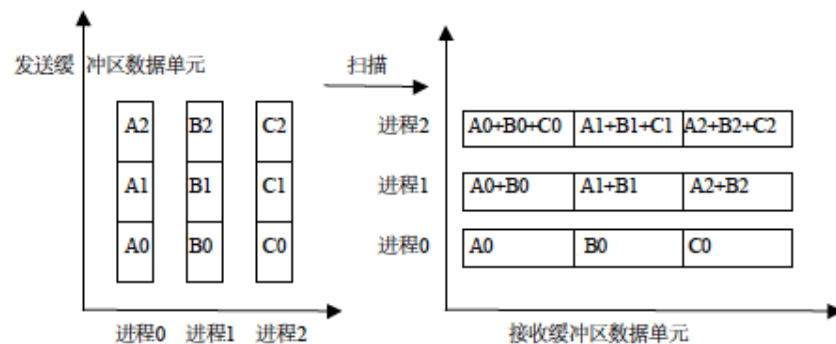 发送缓冲区数据单元
扫描
A2 B2 C2
A1 B1 C1
A0 B0 C0
进程0 进程1 进程2
进程2 A0+B0+C0 A1+B1+C1 A2+B2+C2
进程1 A0+B0 A1+B1 A2+B2
进程0 A0 B0 C0
接收缓冲区数据单元